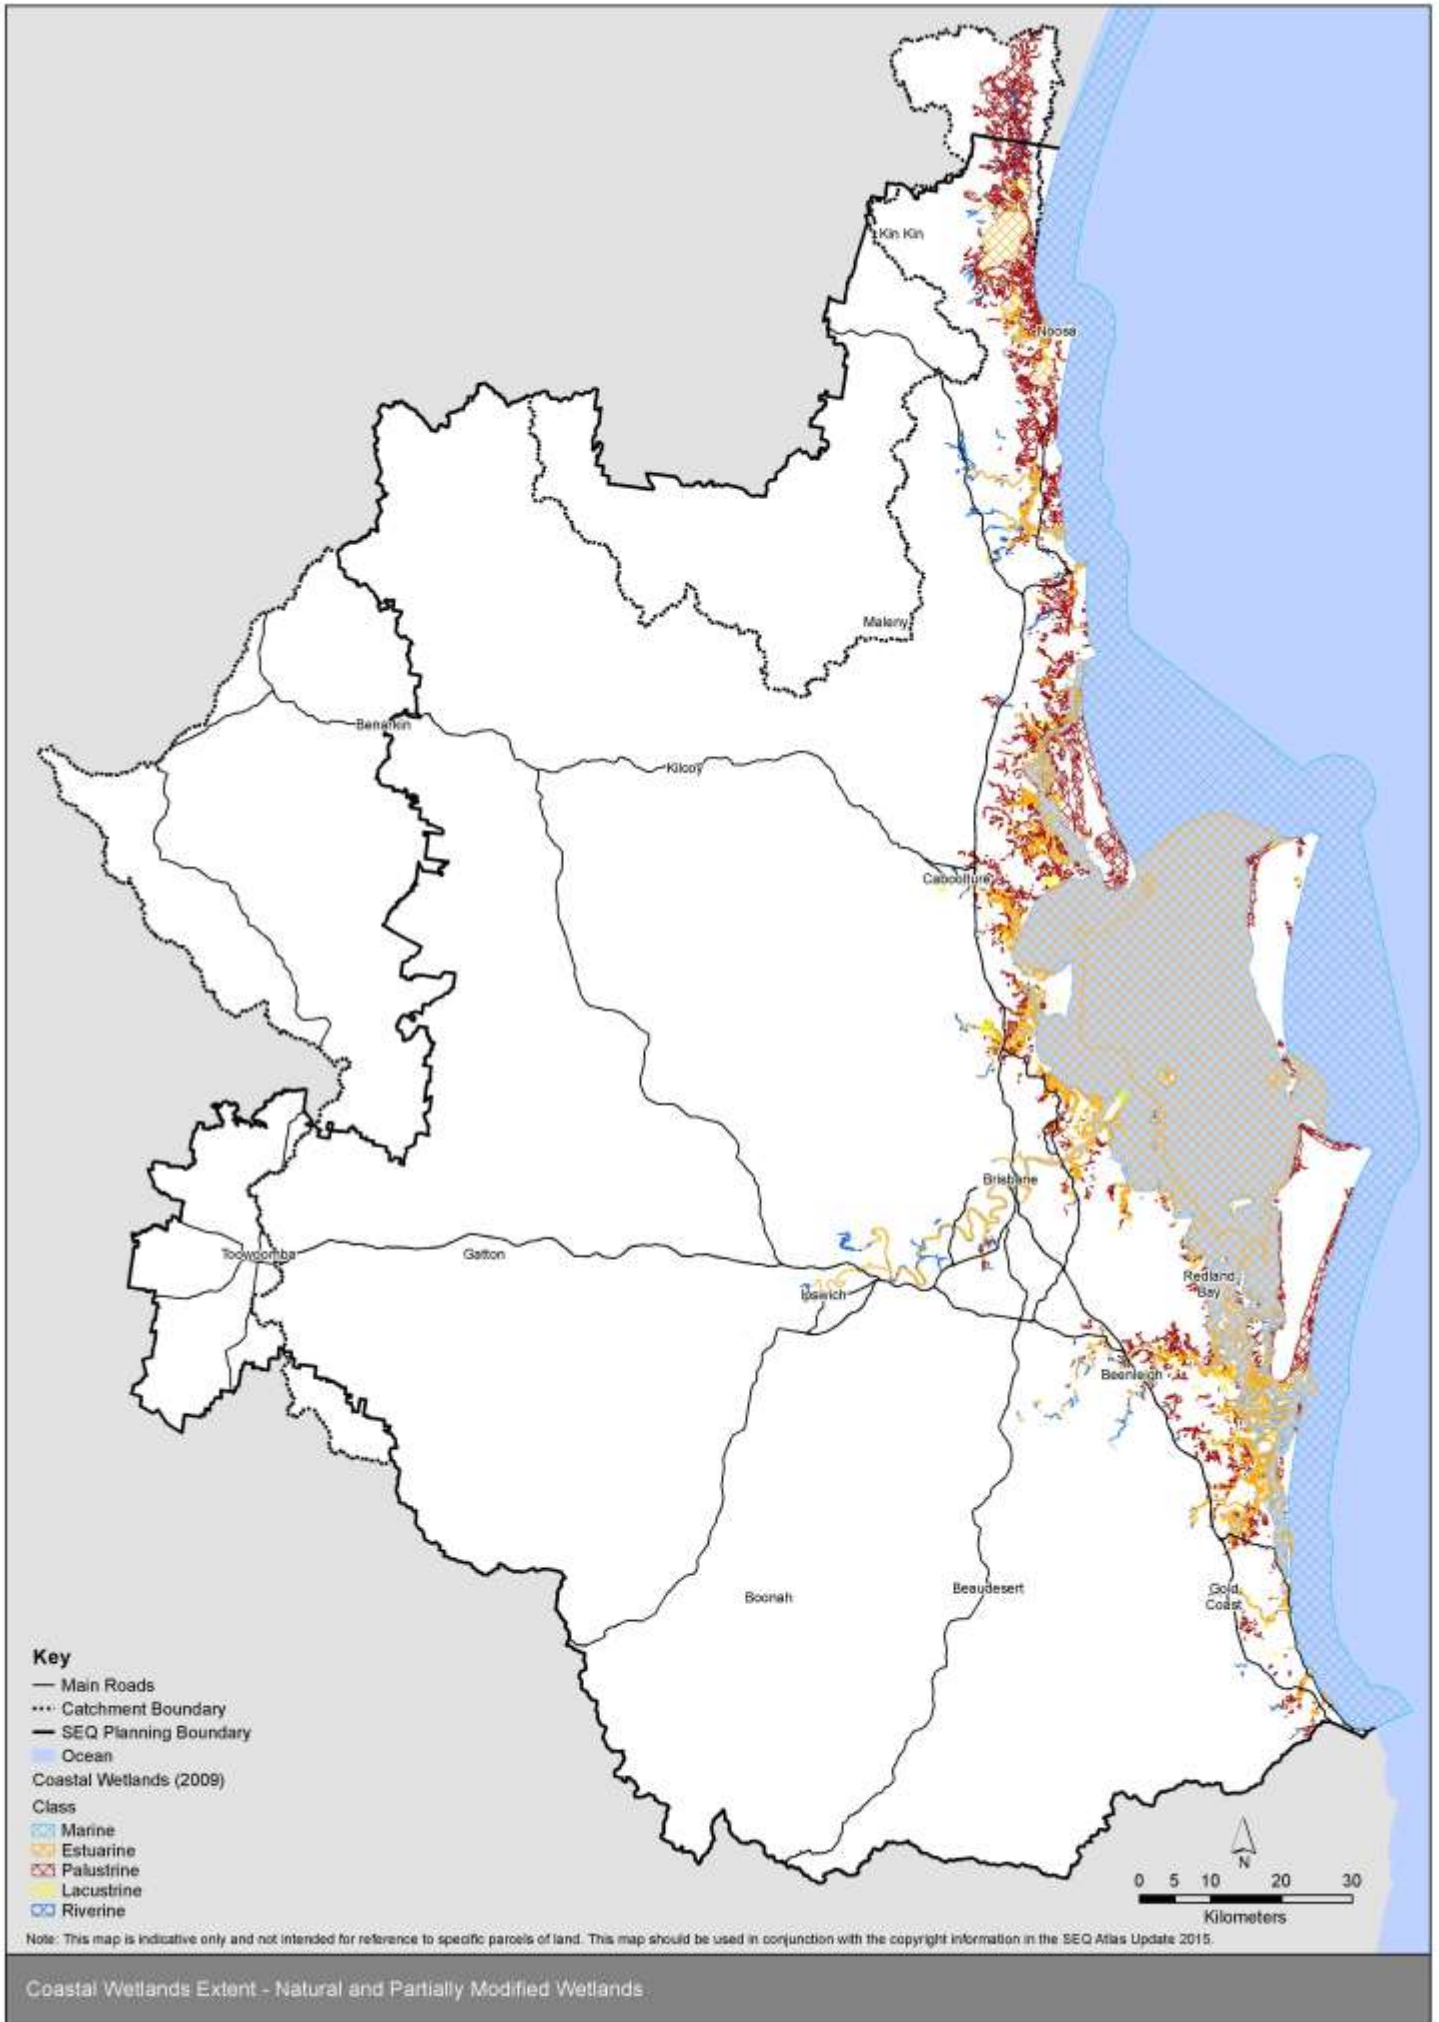 Kin Kin
Noosa
Maleny
Benarkin
Kilcoy
Caboolture
Brisbane
Toowoomba
Gatton
Ipswich
Redland
Bay
Beenleigh
Boonah
Beaudesert
Gold
Coast
Key
Main Roads
Catchment Boundary
SEQ Planning Boundary
Ocean
Coastal Wetlands (2009)
Class
Marine
Estuarine
Palustrine
Lacustrine
Riverine
N
0 5 10 20 30
Kilometers
Note: This map is indicative only and not intended for reference to specific parcels of land. This map should be used in conjunction with the copyright information in the SEQ Atlas Update 2015.
Coastal Wetlands Extent - Natural and Partially Modified Wetlands